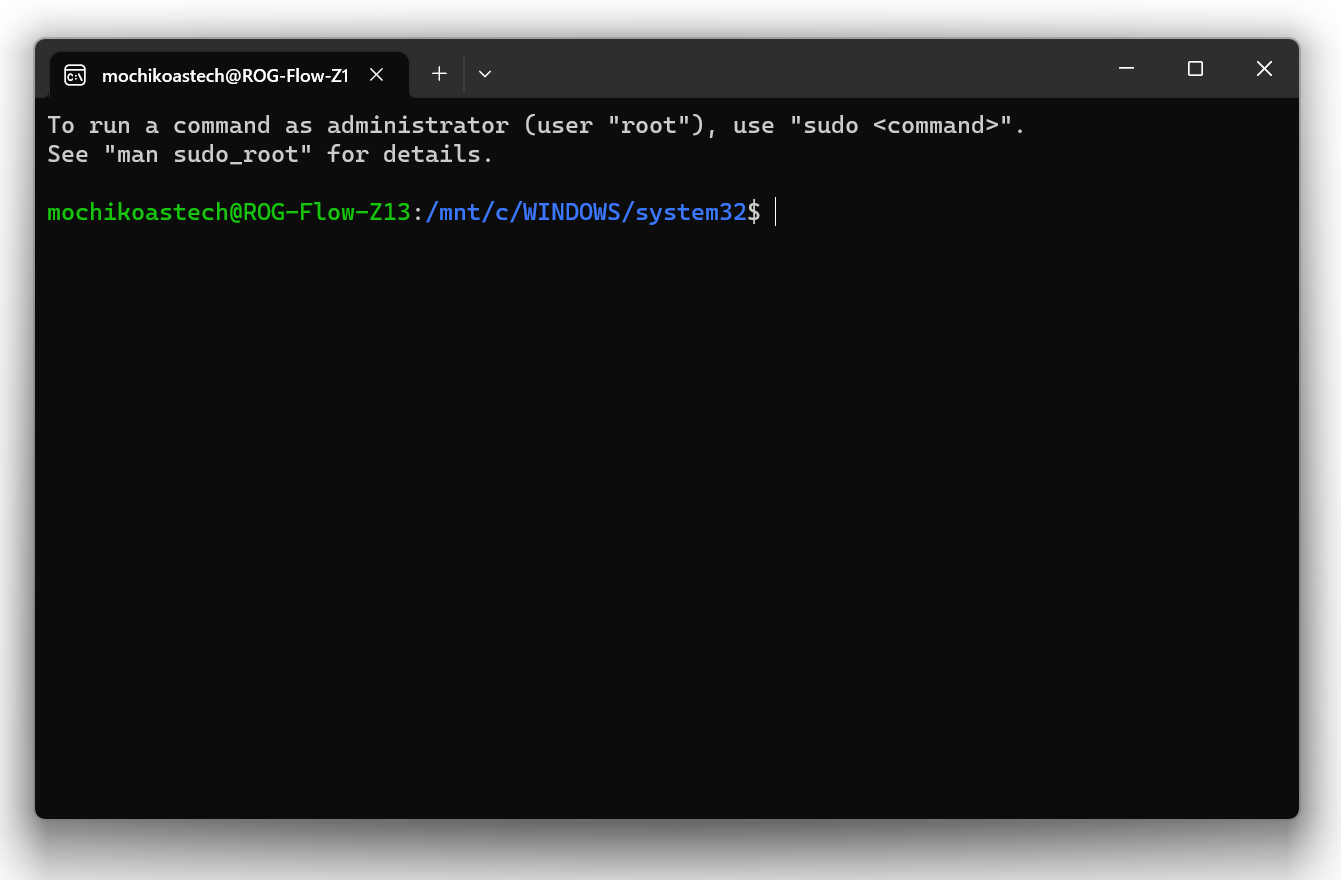 mochikoastech@ROG-Flow-Z1
To run a command as administrator (user "root"), use "sudo <command>".
See "man sudo_root" for details.
mochikoastech@ROG-Flow-Z13:/mnt/c/WINDOWS/system32$